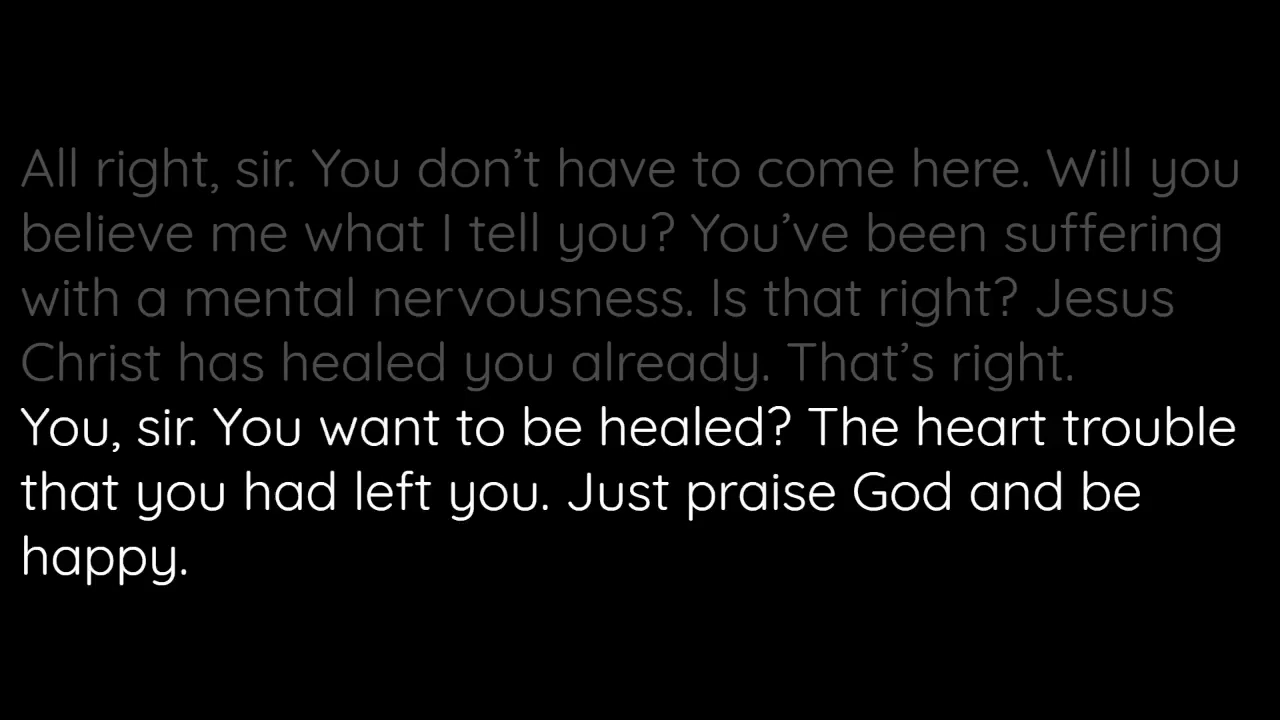 All right, sir. You don’t have to come here. Will you
believe me what I tell you? You’ve been suffering
with a mental nervousness. Is that right? Jesus
Christ has healed you already. That’s right.
You, sir. You want to be healed? The heart trouble
that you had left you. Just praise God and be
happy.